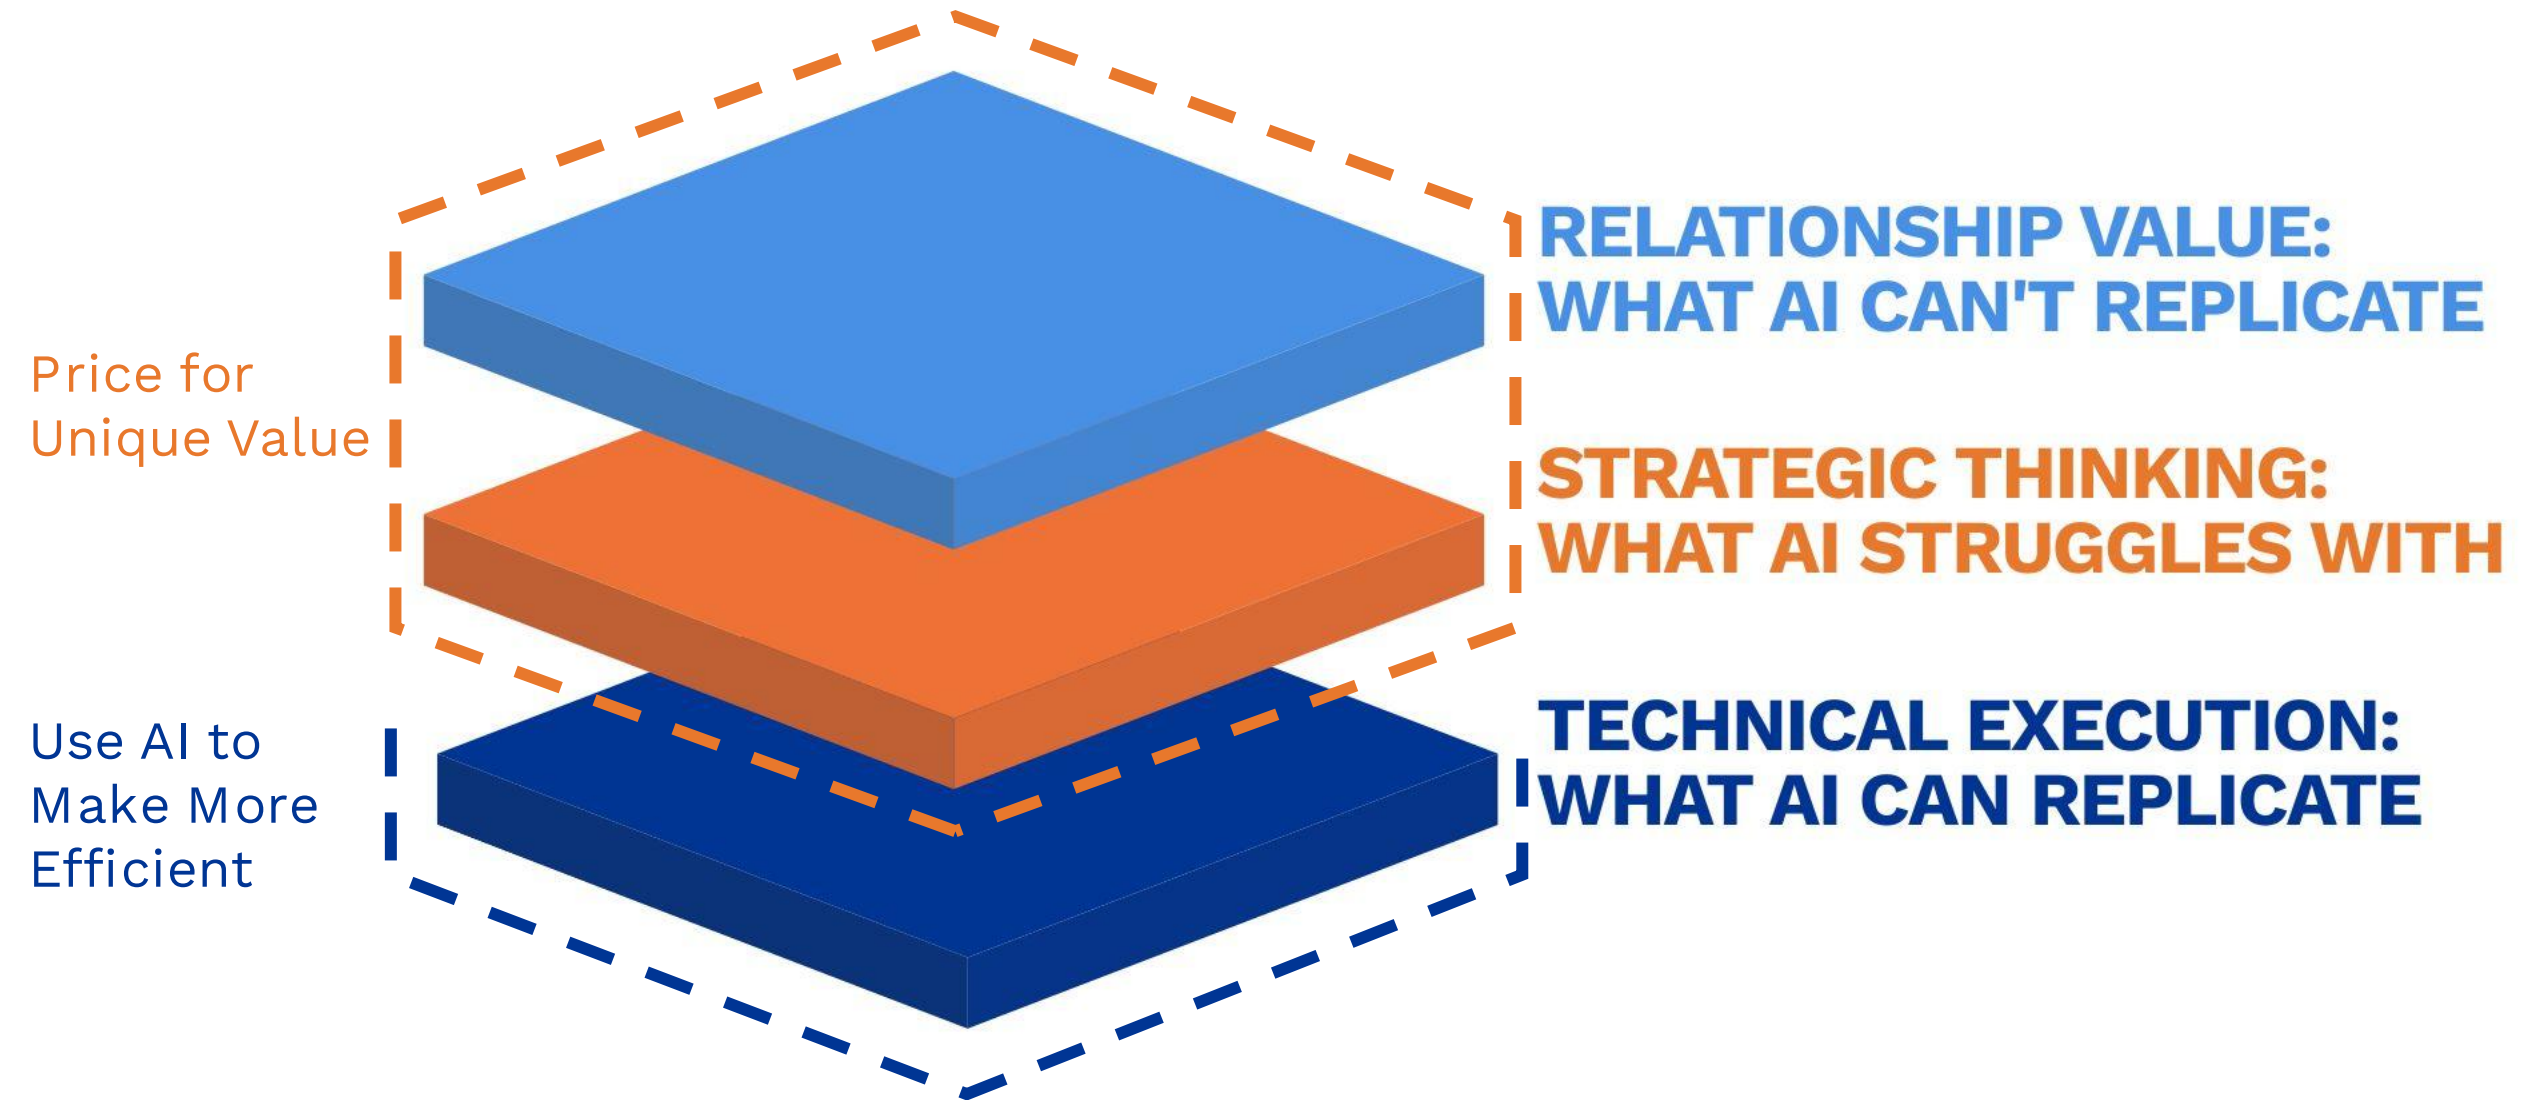 RELATIONSHIP VALUE:
WHAT AI CAN'T REPLICATE
Price for
Unique Value
STRATEGIC THINKING:
WHAT AI STRUGGLES WITH
Use AI to
Make More
Efficient
TECHNICAL EXECUTION:
WHAT AI CAN REPLICATE